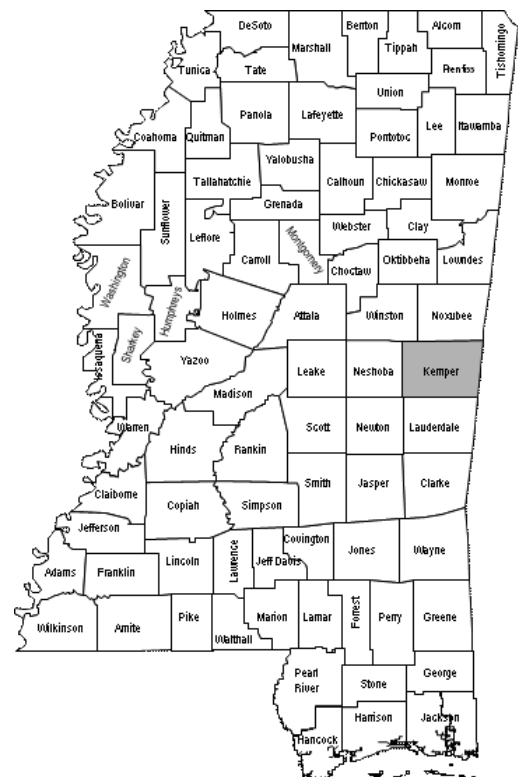 DeSoto
Marshall
Benton
Tippah
Alcorn
Tishomingo
Tunica
Tate
Prentiss
Union
Panola
Lafeyette
Pontotoc
Lee
Itawamba
Coahoma
Quitman
Yalobusha
Tallahatchie
Calhoun
Chickasaw
Monroe
Bolivar
Sunflower
Grenada
Leflore
Carroll
Montgomery
Webster
Clay
Choctaw
Oktibbeha
Lowndes
Washington
Humphreys
Holmes
Attala
Winston
Noxubee
Issaquena
Sharkey
Yazoo
Leake
Neshoba
Kemper
Madison
Warren
Scott
Newton
Lauderdale
Hinds
Rankin
Claiborne
Smith
Jasper
Clarke
Copiah
Simpson
Jefferson
Covington
Lincoln
Lawrence
Jeff Davis
Jones
Wayne
Adams
Franklin
Wilkinson
Amite
Pike
Walthall
Marion
Lamar
Forrest
Perry
Greene
Pearl
River
Stone
George
Harrison
Jackson
Hancock